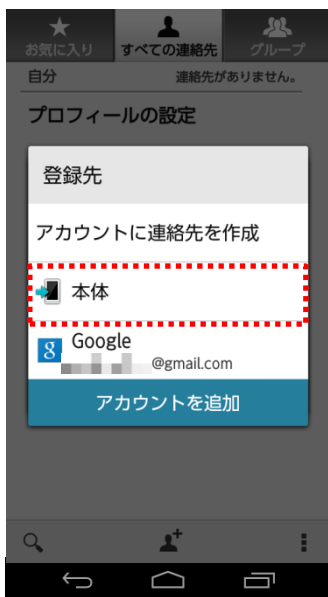 お気に入り
すべての連絡先
グループ
自分
連絡先がありません。
プロフィールの設定
登録先
アカウントに連絡先を作成
本体
Google
@gmail.com
アカウントを追加